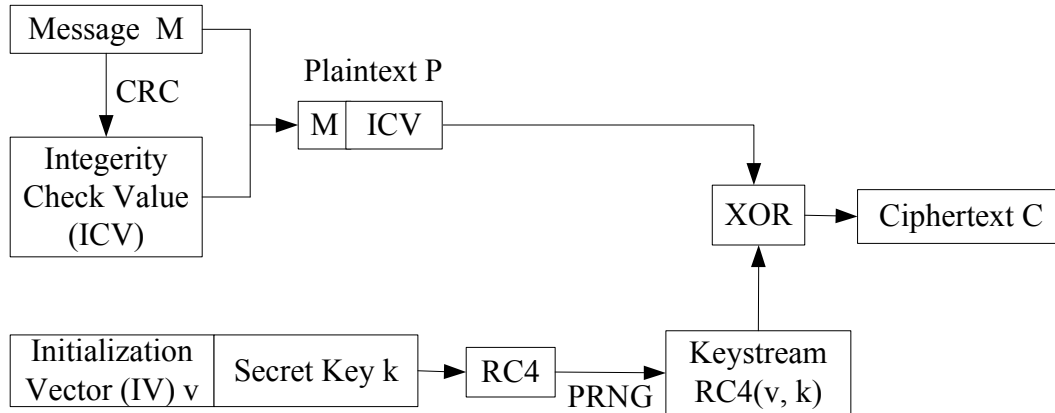 Message M
CRC
Plaintext P
M ICV
Integerity
Check Value
(ICV)
XOR
Ciphertext C
Initialization
Vector (IV) v
Secret Key k
RC4
PRNG
Keystream
RC4(v, k)